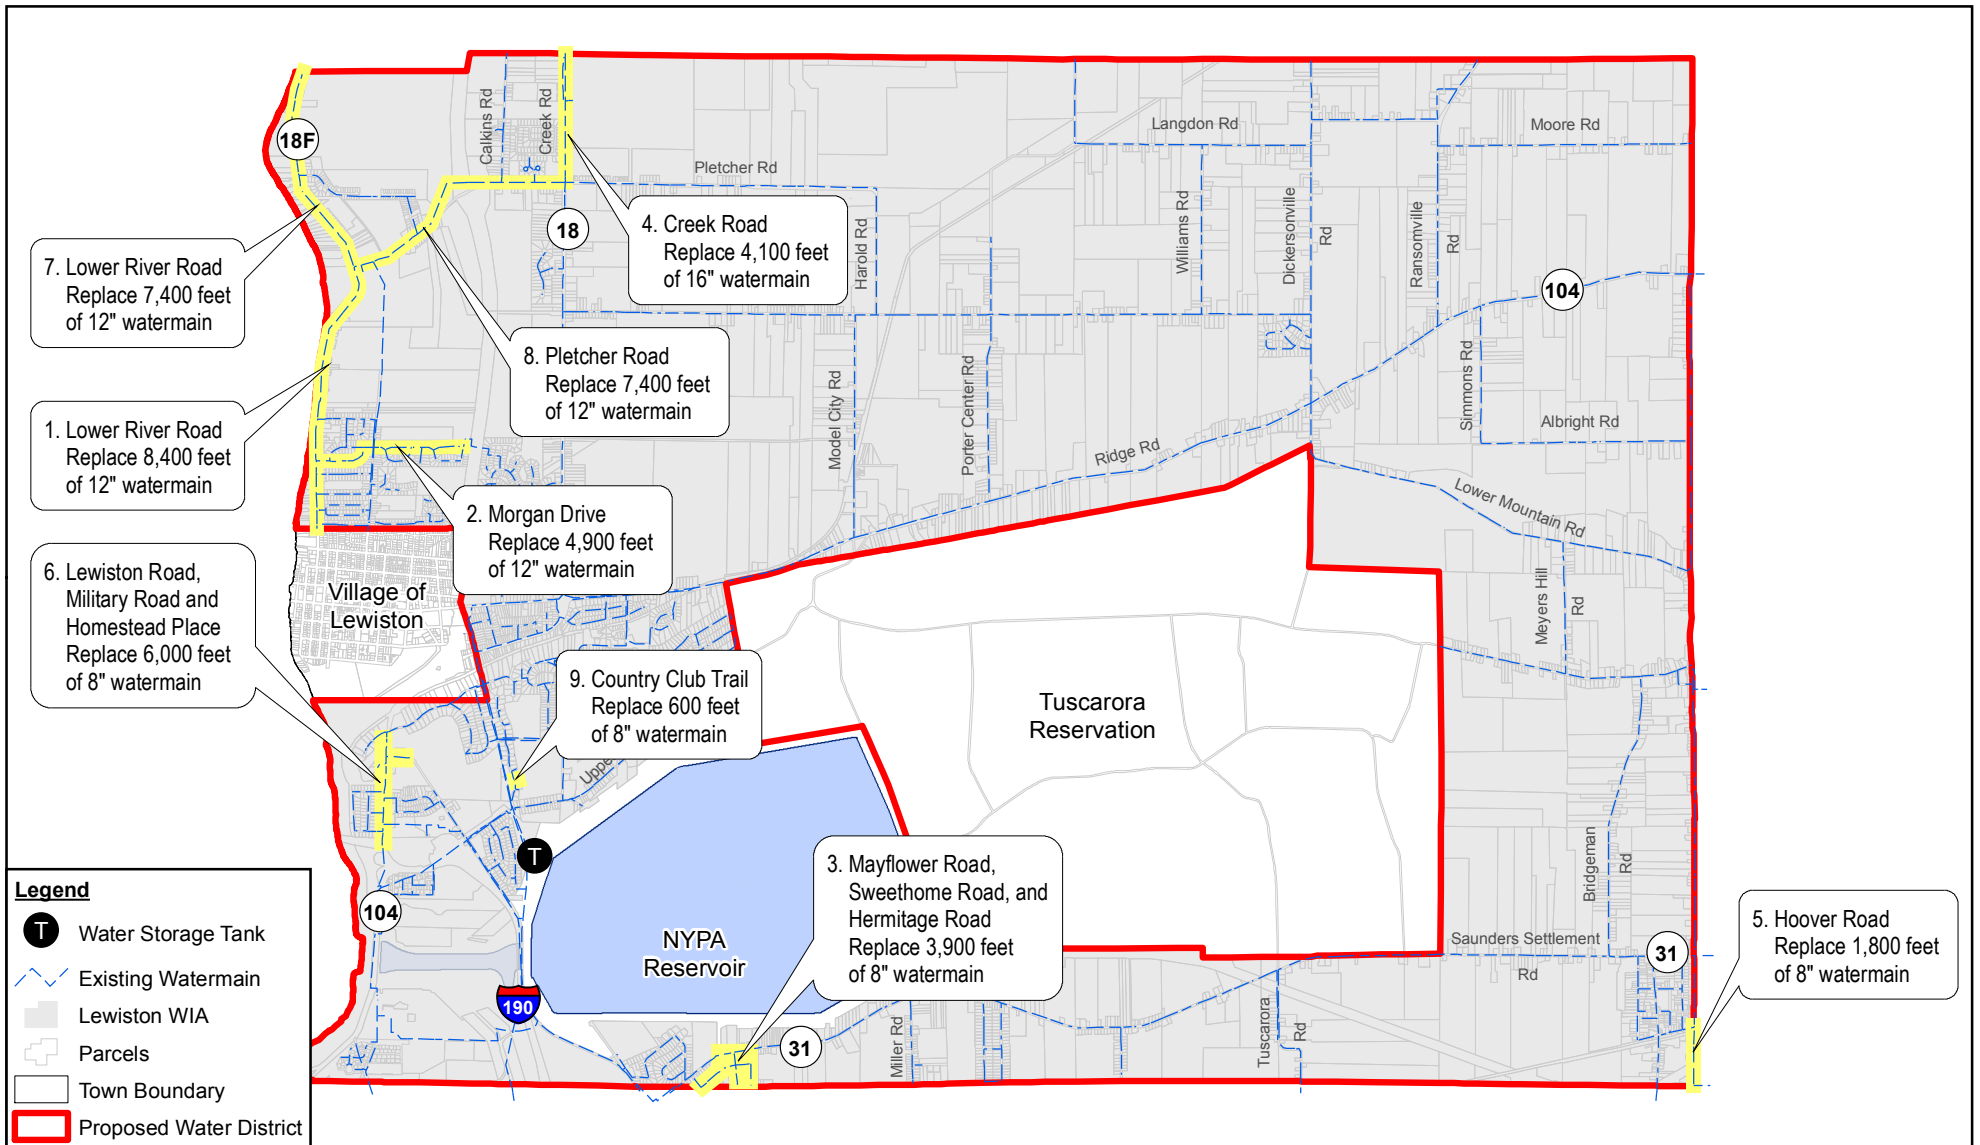 18F
Calkins Rd
Creek Rd
Pletcher Rd
18
Langdon Rd
Moore Rd
Williams Rd
Dickersonville
Rd
Ransomville
Rd
Harold Rd
104
4. Creek Road
Replace 4,100 feet
of 16" watermain
7. Lower River Road
Replace 7,400 feet
of 12" watermain
8. Pletcher Road
Replace 7,400 feet
of 12" watermain
1. Lower River Road
Replace 8,400 feet
of 12" watermain
Model City Rd
Porter Center Rd
Ridge Rd
Simmons Rd
Albright Rd
Lower Mountain Rd
2. Morgan Drive
Replace 4,900 feet
of 12" watermain
6. Lewiston Road,
Military Road and
Homestead Place
Replace 6,000 feet
of 8" watermain
Village of
Lewiston
Meyers Hill
Rd
9. Country Club Trail
Replace 600 feet
of 8" watermain
Uppe
Tuscarora
Reservation
T
3. Mayflower Road,
Sweethome Road, and
Hermitage Road
Replace 3,900 feet
of 8" watermain
Bridgeman
Rd
104
NYPA
Reservoir
Saunders Settlement
Rd
31
5. Hoover Road
Replace 1,800 feet
of 8" watermain
190
31
Miller Rd
Tuscarora
Rd
Legend
T
Water Storage Tank
Existing Watermain
Lewiston WIA
Parcels
Town Boundary
Proposed Water District